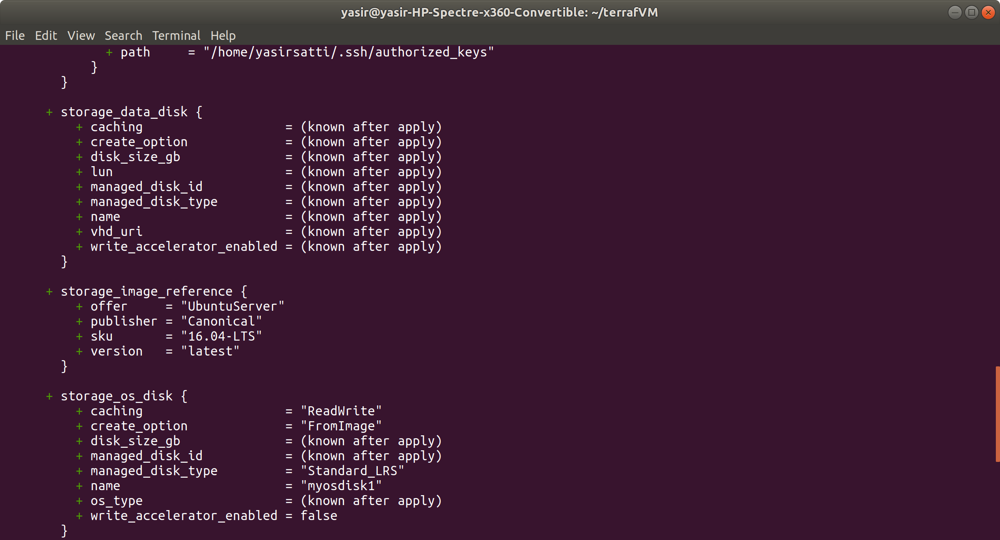 yasir@yasir-HP-Spectre-x360-Convertible: ~/terrafVM
File Edit View Search Terminal Help
              + path     = "/home/yasirsatti/.ssh/authorized_keys"
            }
        }

      + storage_data_disk {
          + caching                   = (known after apply)
          + create_option             = (known after apply)
          + disk_size_gb              = (known after apply)
          + lun                       = (known after apply)
          + managed_disk_id           = (known after apply)
          + managed_disk_type         = (known after apply)
          + name                      = (known after apply)
          + vhd_uri                   = (known after apply)
          + write_accelerator_enabled = (known after apply)
        }

      + storage_image_reference {
          + offer     = "UbuntuServer"
          + publisher = "Canonical"
          + sku       = "16.04-LTS"
          + version   = "latest"
        }

      + storage_os_disk {
          + caching                   = "ReadWrite"
          + create_option             = "FromImage"
          + disk_size_gb              = (known after apply)
          + managed_disk_id           = (known after apply)
          + managed_disk_type         = "Standard_LRS"
          + name                      = "myosdisk1"
          + os_type                   = (known after apply)
          + write_accelerator_enabled = false
        }